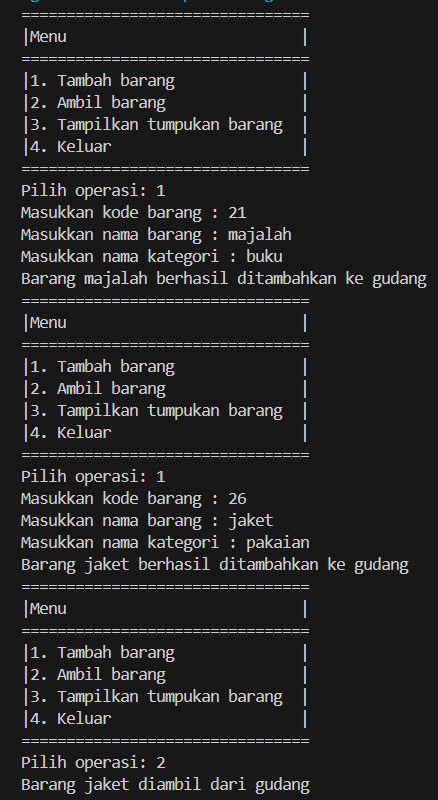 ================================
|Menu                          |
================================
|1. Tambah barang              |
|2. Ambil barang               |
|3. Tampilkan tumpukan barang  |
|4. Keluar                     |
================================
Pilih operasi: 1
Masukkan kode barang : 21
Masukkan nama barang : majalah
Masukkan nama kategori : buku
Barang majalah berhasil ditambahkan ke gudang
================================
|Menu                          |
================================
|1. Tambah barang              |
|2. Ambil barang               |
|3. Tampilkan tumpukan barang  |
|4. Keluar                     |
================================
Pilih operasi: 1
Masukkan kode barang : 26
Masukkan nama barang : jaket
Masukkan nama kategori : pakaian
Barang jaket berhasil ditambahkan ke gudang
================================
|Menu                          |
================================
|1. Tambah barang              |
|2. Ambil barang               |
|3. Tampilkan tumpukan barang  |
|4. Keluar                     |
================================
Pilih operasi: 2
Barang jaket diambil dari gudang